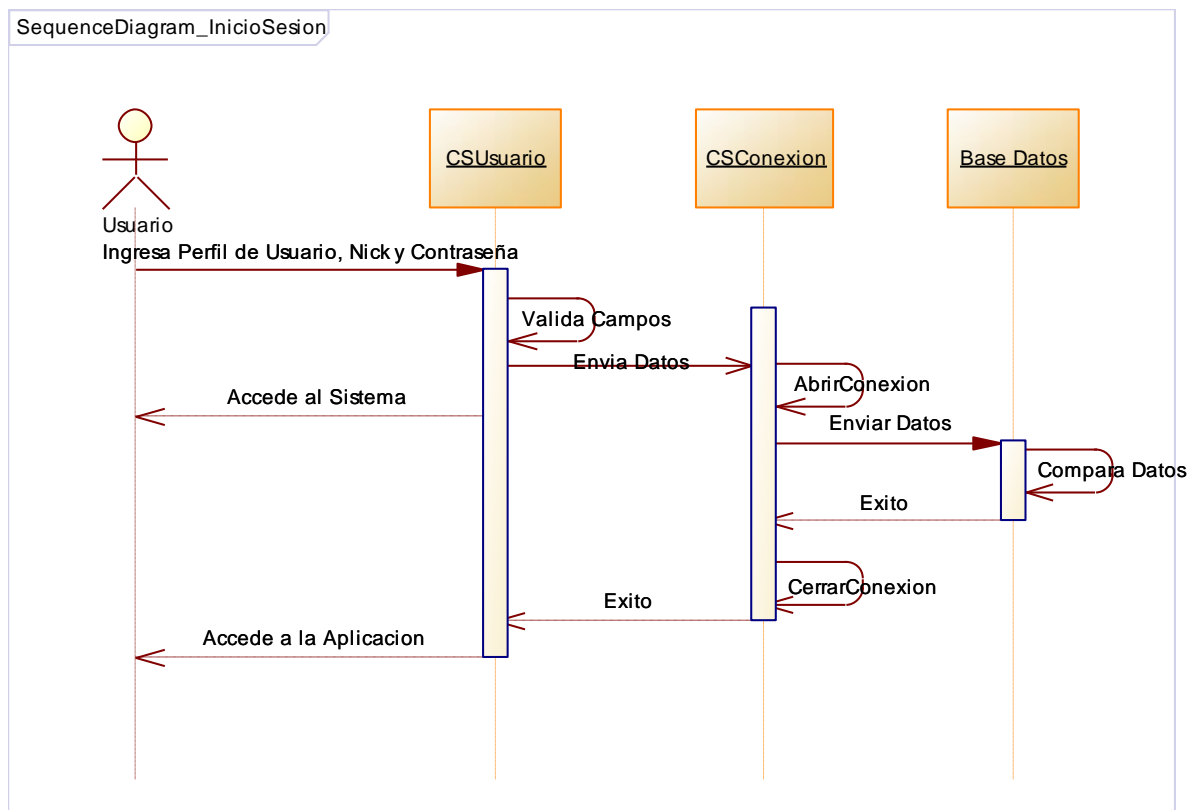 SequenceDiagram_InicioSesion
CSUsuario
CSConexion
Base Datos
Usuario
Ingresa Perfil de Usuario, Nick y Contraseña
Valida Campos
Envia Datos
AbrirConexion
Accede al Sistema
Enviar Datos
Compara Datos
Exito
CerrarConexion
Exito
Accede a la Aplicacion